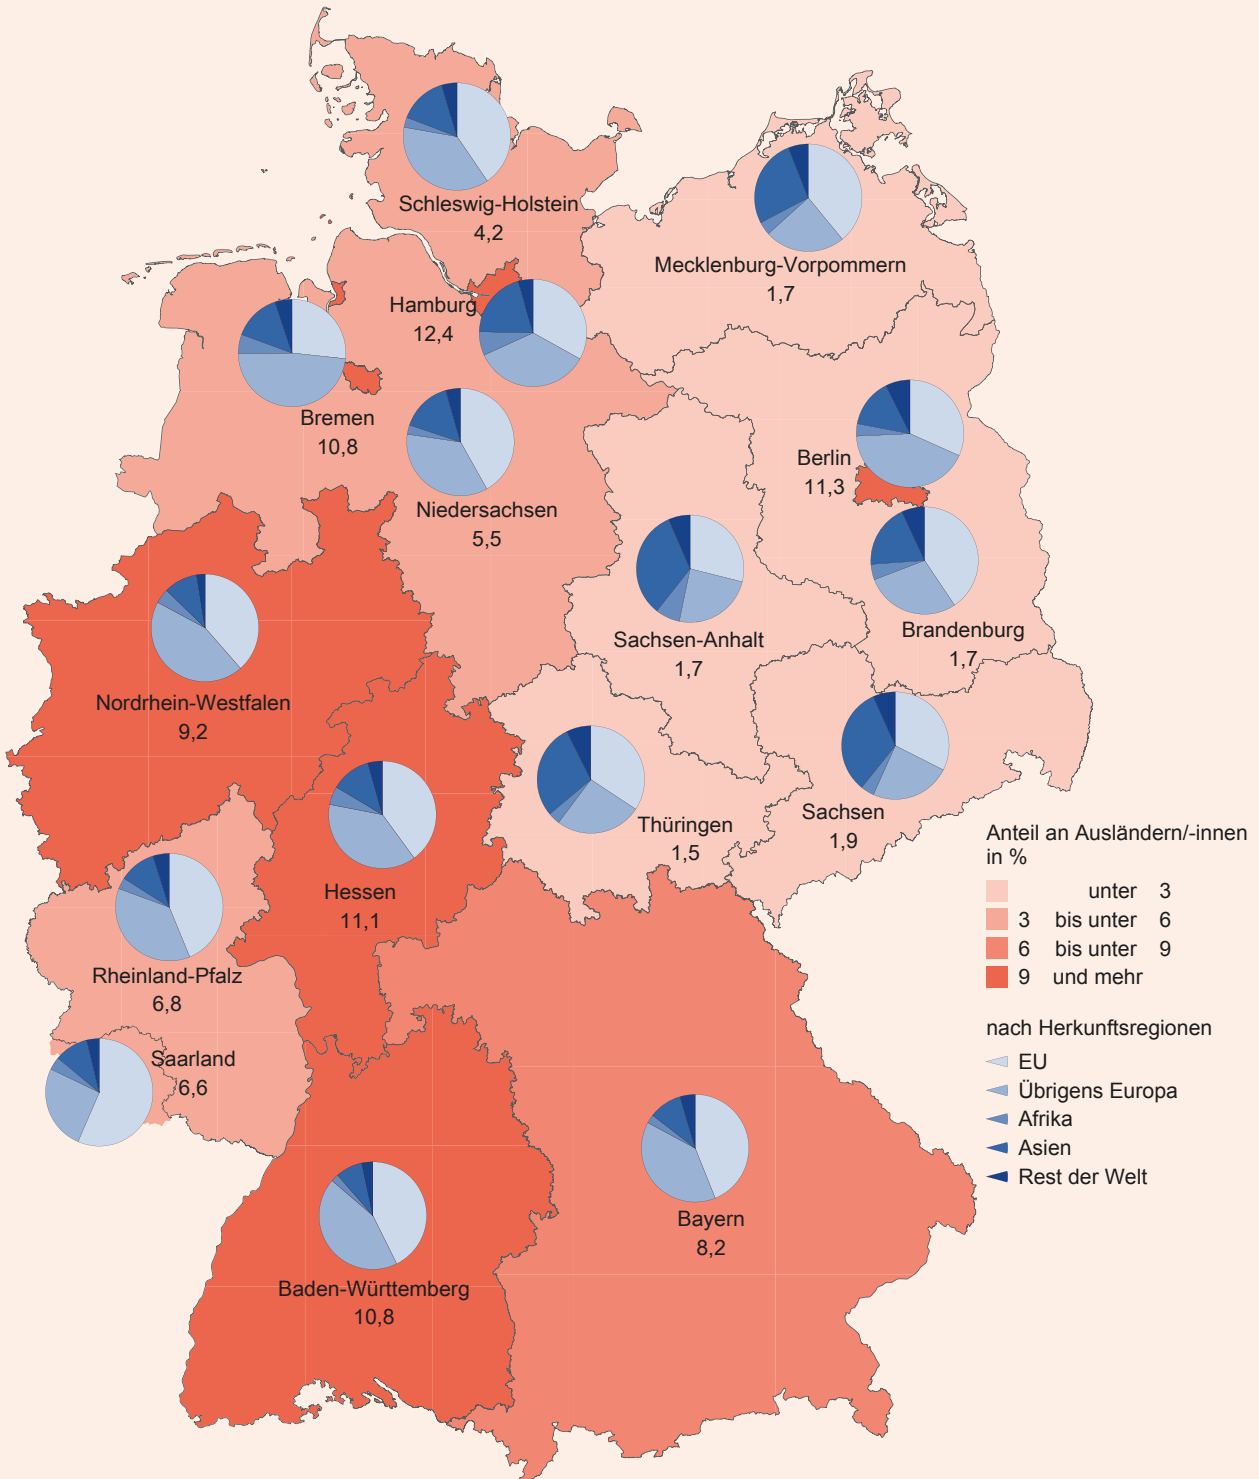 Schleswig-Holstein
4,2
Mecklenburg-Vorpommern
1,7
Hamburg
12,4
Bremen
10,8
Niedersachsen
5,5
Berlin
11,3
Sachsen-Anhalt
1,7
Brandenburg
1,7
Nordrhein-Westfalen
9,2
Hessen
11,1
Thüringen
1,5
Sachsen
1,9
Rheinland-Pfalz
6,8
Saarland
6,6
Baden-Württemberg
10,8
Bayern
8,2
Anteil an Ausländern/-innen
in %
unter 3
3 bis unter 6
6 bis unter 9
9 und mehr
nach Herkunftsregionen
EU
Übrigens Europa
Afrika
Asien
Rest der Welt